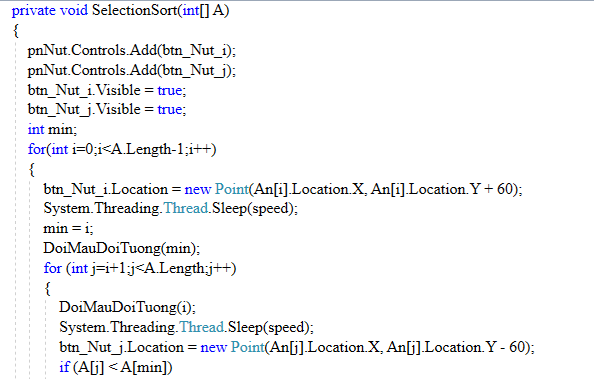 private void SelectionSort(int[] A)
{
pnNut.Controls.Add(btn_Nut_i);
pnNut.Controls.Add(btn_Nut_j);
btn_Nut_i.Visible = true;
btn_Nut_j.Visible = true;
int min;
for(int i=0;i<A.Length-1;i++)
{
btn_Nut_i.Location = new Point(An[i].Location.X, An[i].Location.Y + 60);
System.Threading.Thread.Sleep(speed);
min = i;
DoiMauDoiTuong(min);
for (int j=i+1;j<A.Length;j++)
{
DoiMauDoiTuong(i);
System.Threading.Thread.Sleep(speed);
btn_Nut_j.Location = new Point(An[j].Location.X, An[j].Location.Y - 60);
if (A[j] < A[min])